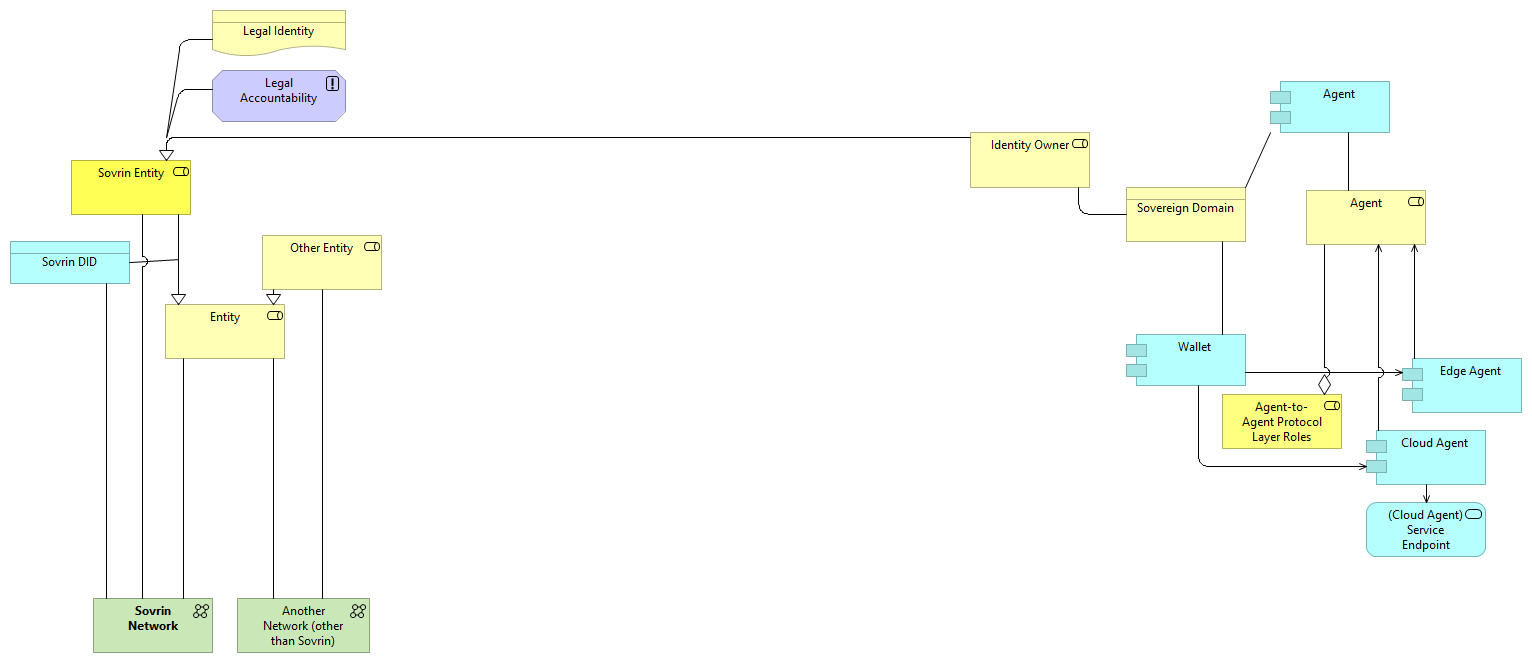 Legal Identity
Legal
Accountability
Agent
Identity Owner
Sovrin Entity
Sovereign Domain
Agent
Other Entity
Sovrin DID
Entity
Wallet
Edge Agent
Agent-to-
Agent Protocol
Layer Roles
Cloud Agent
(Cloud Agent)
Service
Endpoint
Sovrin
Network
Another
Network (other
than Sovrin)